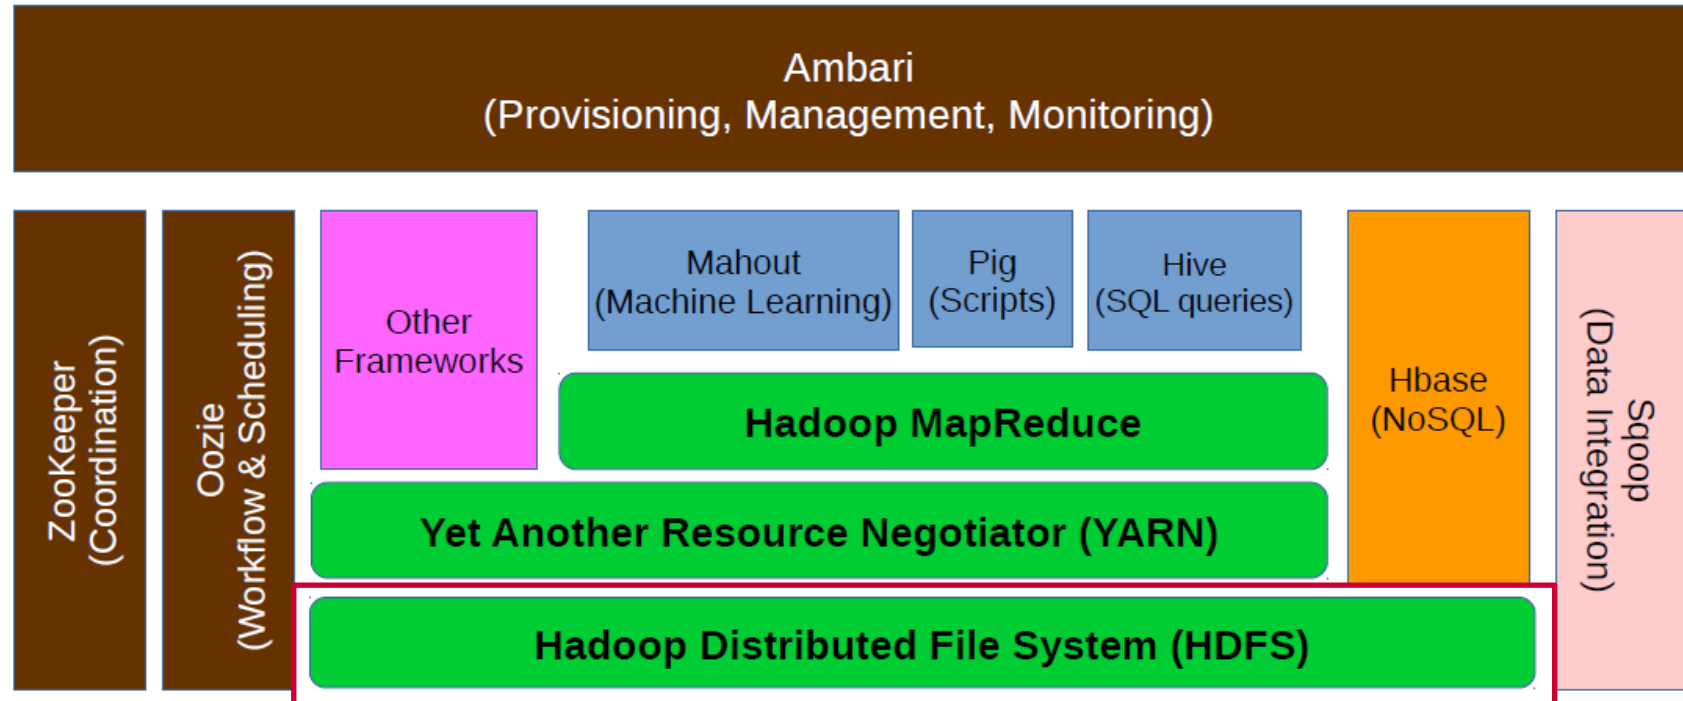 Ambari
(Provisioning, Management, Monitoring)
ZooKeeper
(Coordination)
Oozie
(Workflow & Scheduling)
Other
Frameworks
Mahout
(Machine Learning)
Pig
(Scripts)
Hive
(SQL queries)
Hadoop MapReduce
Yet Another Resource Negotiator (YARN)
Hadoop Distributed File System (HDFS)
Hbase
(NoSQL)
Sqoop
(Data Integration)